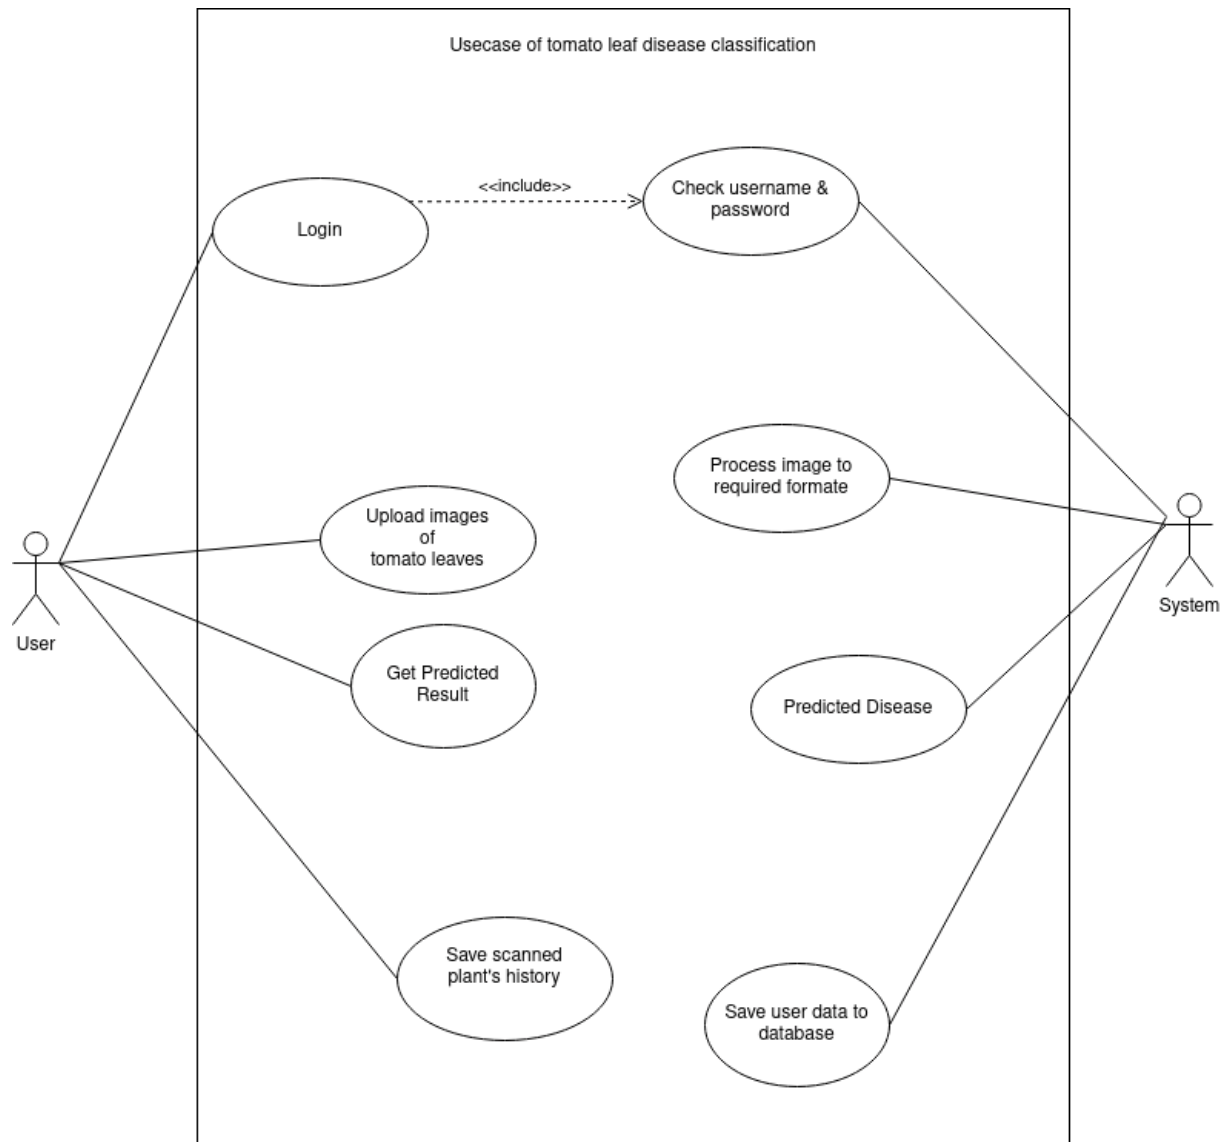 Usecase of tomato leaf disease classification
<<include>>
Login
Check username &
password
Process image to
required formate
Upload images
of
tomato leaves
User
System
Get Predicted
Result
Predicted Disease
Save scanned
plant's history
Save user data to
database